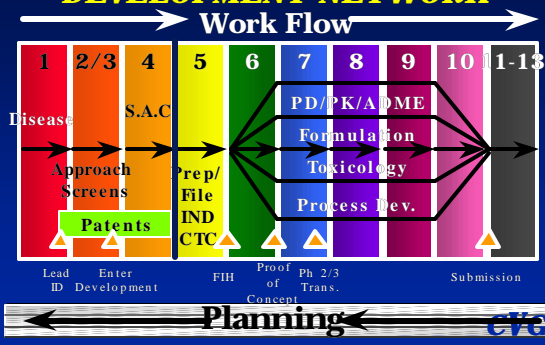 DEVELOPMENT NETWORK
Work Flow
1 2/3 4 5 6 7 8 9 10 11-13
Disease
S.A.C
Approach
Screens
Patents
Prep/
File
IND
CTC
PD/PK/ADME
Formulation
Toxicology
Process Dev.
Lead
ID
Enter
Development
FIH
Proof
of
Concept
Ph 2/3
Trans.
Submission
Planning